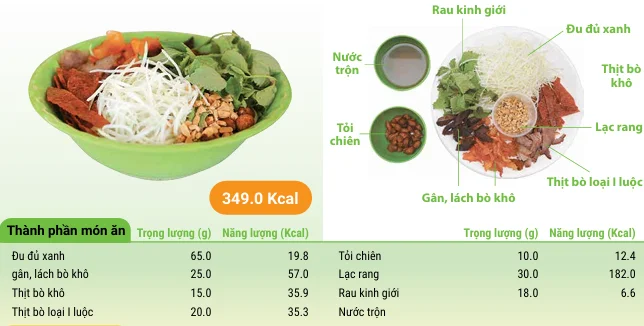 Rau kinh giới
Đu đủ xanh
Nước
trộn
Thịt bò
khô
Tỏi
chiên
Lạc rang
Thịt bò loại I luộc
Gân, lách bò khô
349.0 Kcal
Thành phần món ăn Trọng lượng (g) Năng lượng (Kcal) Trọng lượng (g) Năng lượng (Kcal)
Đu đủ xanh 65.0 19.8 Tỏi chiên 10.0 12.4
gân, lách bò khô 25.0 57.0 Lạc rang 30.0 182.0
Thịt bò khô 15.0 35.9 Rau kinh giới 18.0 6.6
Thịt bò loại I luộc 20.0 35.3 Nước trộn